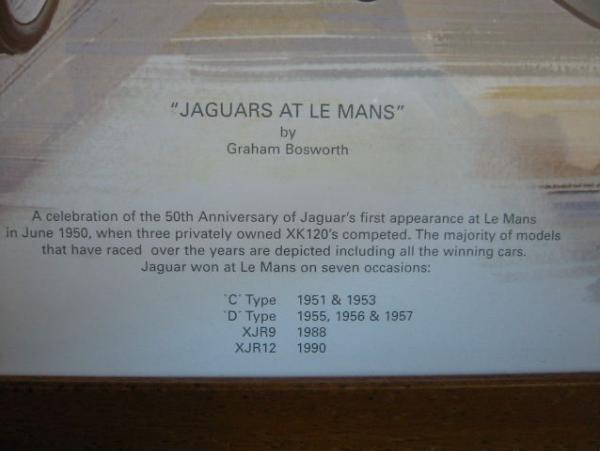 "JAGUARS AT LE MANS"
by
Graham Bosworth
A celebration of the 50th Anniversary of Jaguar's first appearance at Le Mans
in June 1950, when three privately owned XK120's competed. The majority of models
that have raced over the years are depicted including all the winning cars.
Jaguar won at Le Mans on seven occasions:
`C´ Type 1951 & 1953
`D´ Type 1955, 1956 & 1957
XJR9 1988
XJR12 1990